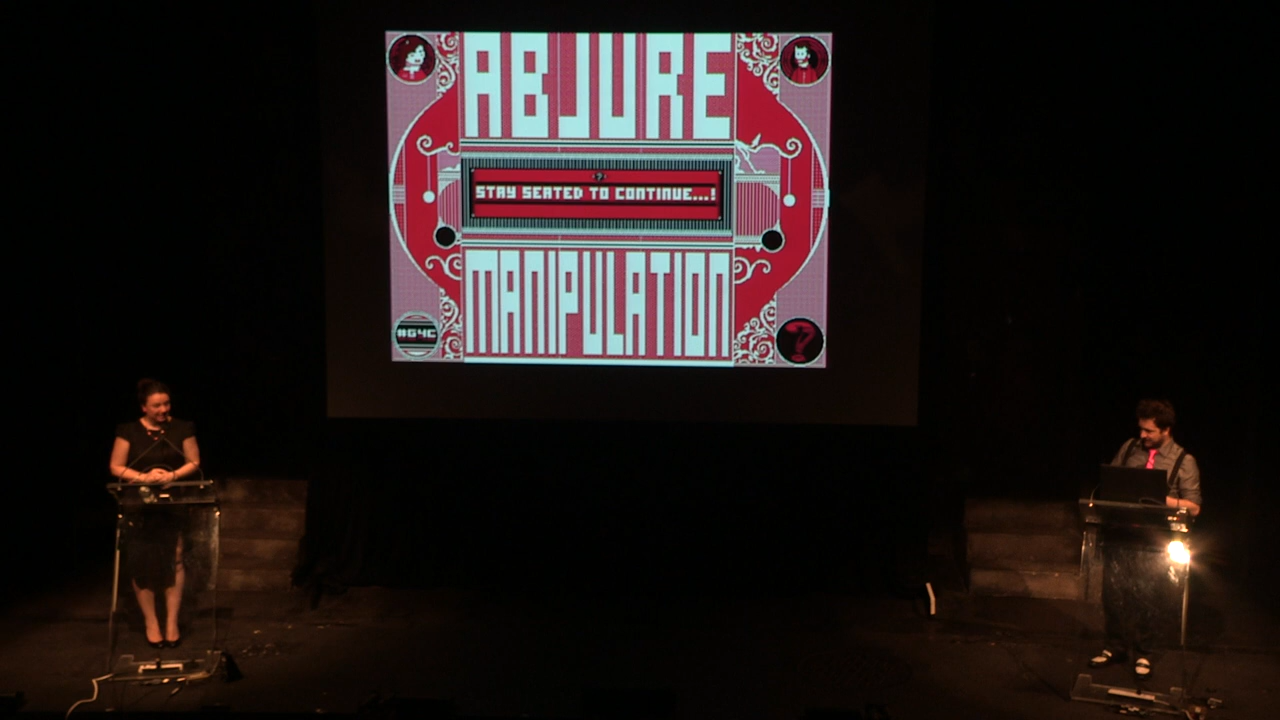 ABJURE
?
STAY SEATED TO CONTINUE...!
MANIPULATION
#G4C
?